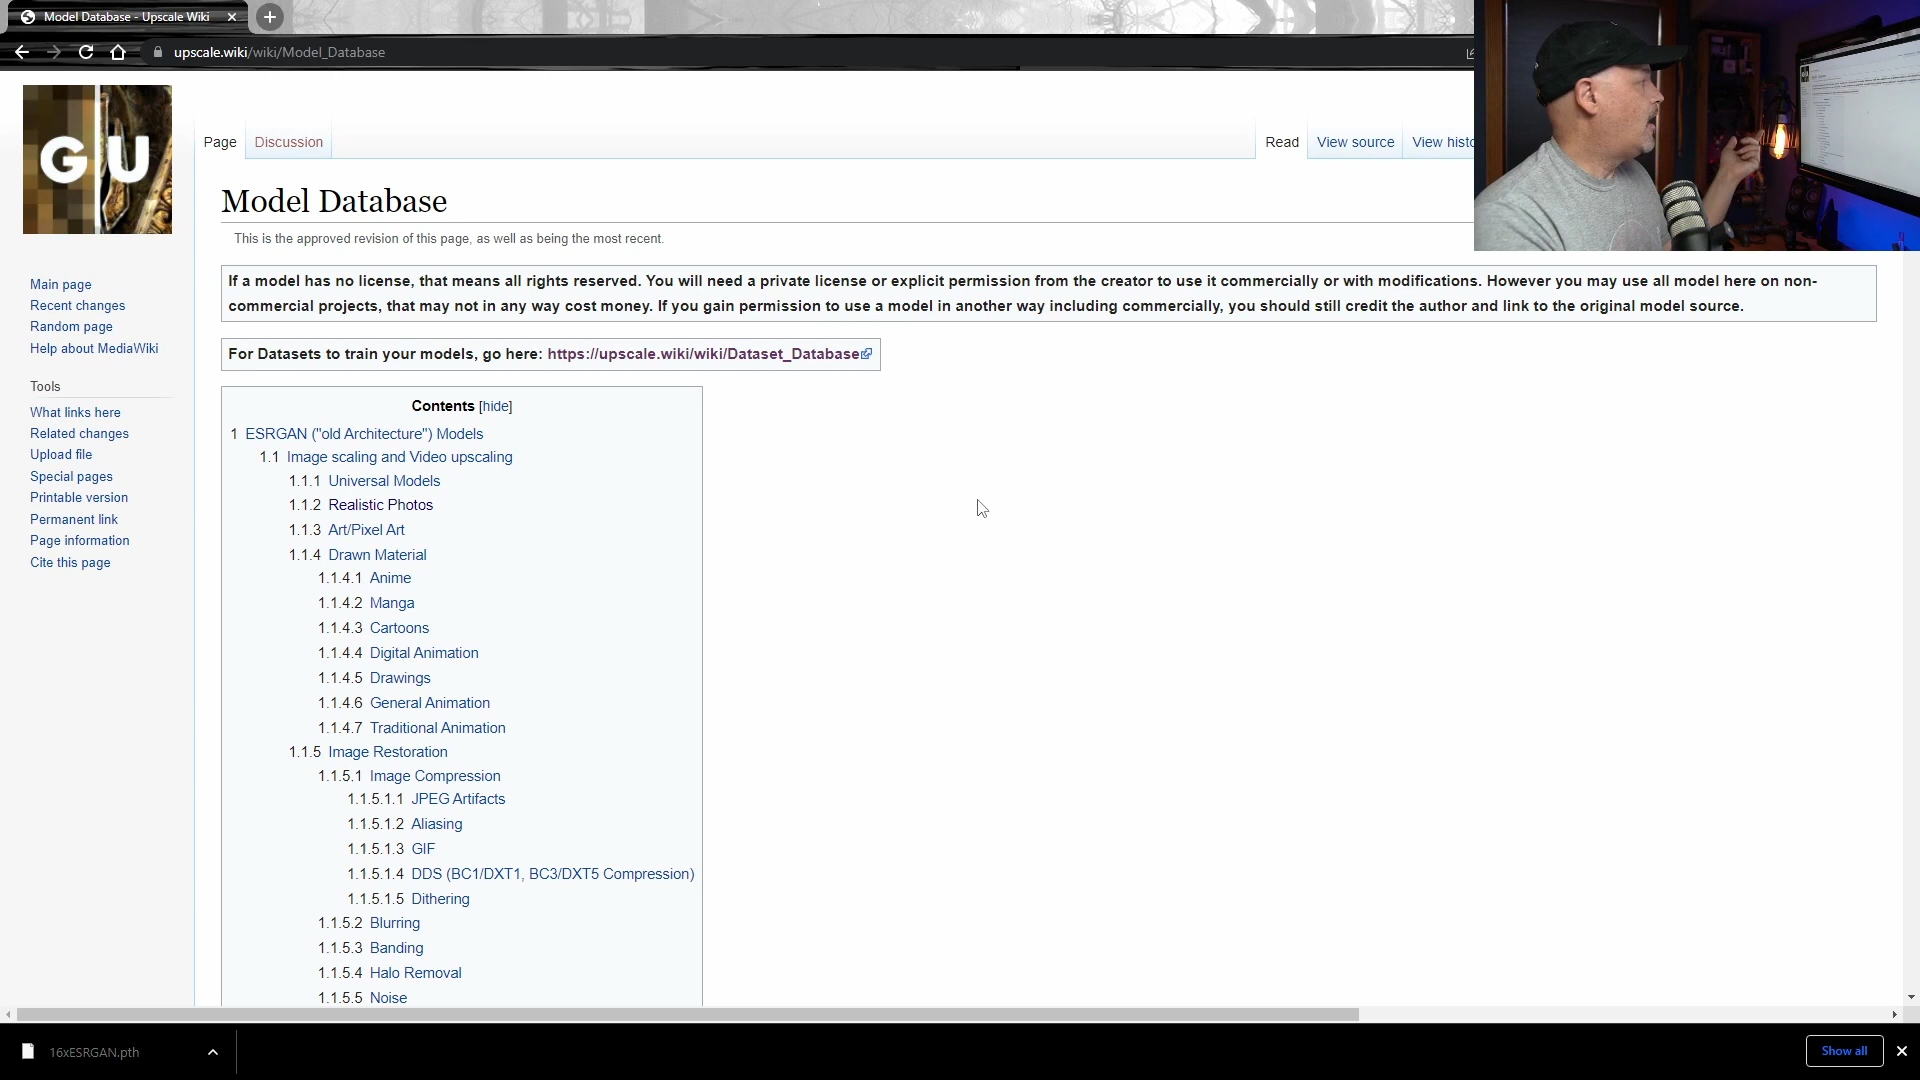 Model Database - Upscale Wiki
upscale.wiki/wiki/Model_Database
GU
Page
Discussion
Read
View source
View histo
Model Database
This is the approved revision of this page, as well as being the most recent.
If a model has no license, that means all rights reserved. You will need a private license or explicit permission from the creator to use it commercially or with modifications. However you may use all model here on non-
commercial projects, that may not in any way cost money. If you gain permission to use a model in another way including commercially, you should still credit the author and link to the original model source.
For Datasets to train your models, go here: https://upscale.wiki/wiki/Dataset_Database
Main page
Recent changes
Random page
Help about MediaWiki
Tools
What links here
Related changes
Upload file
Special pages
Printable version
Permanent link
Page information
Cite this page
Contents [hide]
1 ESRGAN ("old Architecture") Models
1.1 Image scaling and Video upscaling
1.1.1 Universal Models
1.1.2 Realistic Photos
1.1.3 Art/Pixel Art
1.1.4 Drawn Material
1.1.4.1 Anime
1.1.4.2 Manga
1.1.4.3 Cartoons
1.1.4.4 Digital Animation
1.1.4.5 Drawings
1.1.4.6 General Animation
1.1.4.7 Traditional Animation
1.1.5 Image Restoration
1.1.5.1 Image Compression
1.1.5.1.1 JPEG Artifacts
1.1.5.1.2 Aliasing
1.1.5.1.3 GIF
1.1.5.1.4 DDS (BC1/DXT1, BC3/DXT5 Compression)
1.1.5.1.5 Dithering
1.1.5.2 Blurring
1.1.5.3 Banding
1.1.5.4 Halo Removal
1.1.5.5 Noise
16xESRGAN.pth
Show all